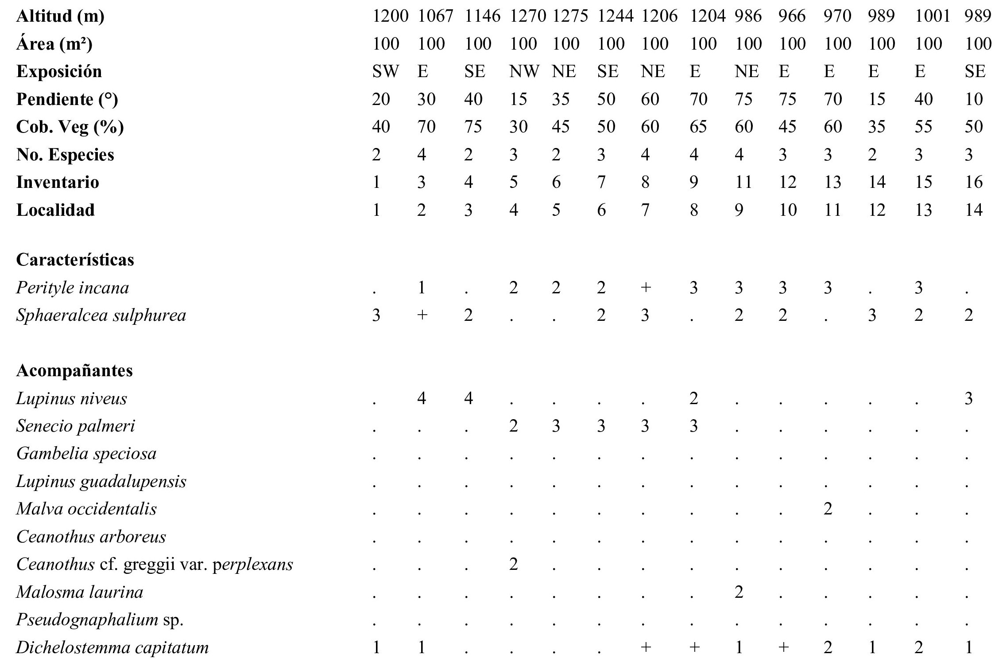 Altitud (m) 1200 1067 1146 1270 1275 1244 1206 1204 986 966 970 989 1001 989
Área (m²) 100 100 100 100 100 100 100 100 100 100 100 100 100 100
Exposición SW E SE NW NE SE NE E NE E E E E SE
Pendiente (°) 20 30 40 15 35 50 60 70 75 75 70 15 40 10
Cob. Veg (%) 40 70 75 30 45 50 60 65 60 45 60 35 55 50
No. Especies 2 4 2 3 2 3 4 4 4 3 3 2 3 3
Inventario 1 3 4 5 6 7 8 9 11 12 13 14 15 16
Localidad 1 2 3 4 5 6 7 8 9 10 11 12 13 14
Características
Perityle incana . 1 . 2 2 2 + 3 3 3 3 . 3 .
Sphaeralcea sulphurea 3 + 2 . . 2 3 . 2 2 . 3 2 2
Acompañantes
Lupinus niveus . 4 4 . . . . 2 . . . . . 3
Senecio palmeri . . . 2 3 3 3 3 . . . . . .
Gambelia speciosa . . . . . . . . . . . . . .
Lupinus guadalupensis . . . . . . . . . . . . . .
Malva occidentalis . . . . . . . . . . 2 . . .
Ceanothus arboreus . . . . . . . . . . . . . .
Ceanothus cf. greggii var. perplexans . . . 2 . . . . . . . . . .
Malosma laurina . . . . . . . . 2 . . . . .
Pseudognaphalium sp. . . . . . . . . . . . . . .
Dichelostemma capitatum 1 1 . . . . + + 1 + 2 1 2 1